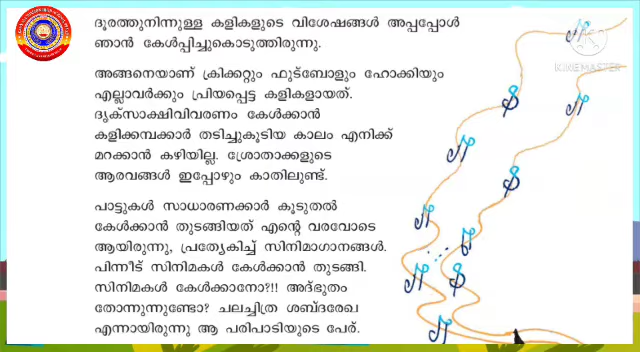 ദൂരത്തുനിന്നുള്ള കളികളുടെ വിശേഷങ്ങൾ അപ്പപ്പോൾ
ഞാൻ കേൾപ്പിച്ചുകൊടുത്തിരുന്നു.
അങ്ങനെയാണ് ക്രിക്കറ്റും ഫുട്ബോളും ഹോക്കിയും
എല്ലാവർക്കും പ്രിയപ്പെട്ട കളികളായത്.
ദൃക്സാക്ഷിവിവരണം കേൾക്കാൻ
കളിക്കമ്പക്കാർ തടിച്ചുകൂടിയ കാലം എനിക്ക്
മറക്കാൻ കഴിയില്ല. ശ്രോതാക്കളുടെ
ആരവങ്ങൾ ഇപ്പോഴും കാതിലുണ്ട്.
പാട്ടുകൾ സാധാരണക്കാർ കൂടുതൽ
കേൾക്കാൻ തുടങ്ങിയത് എന്റെ വരവോടെ
ആയിരുന്നു, പ്രത്യേകിച്ച് സിനിമാഗാനങ്ങൾ.
പിന്നീട് സിനിമകൾ കേൾക്കാൻ തുടങ്ങി.
സിനിമകൾ കേൾക്കാനോ?!! അദ്ഭുതം
തോന്നുന്നുണ്ടോ? ചലച്ചിത്ര ശബ്ദരേഖ
എന്നായിരുന്നു ആ പരിപാടിയുടെ പേര്.
KINEMASTER